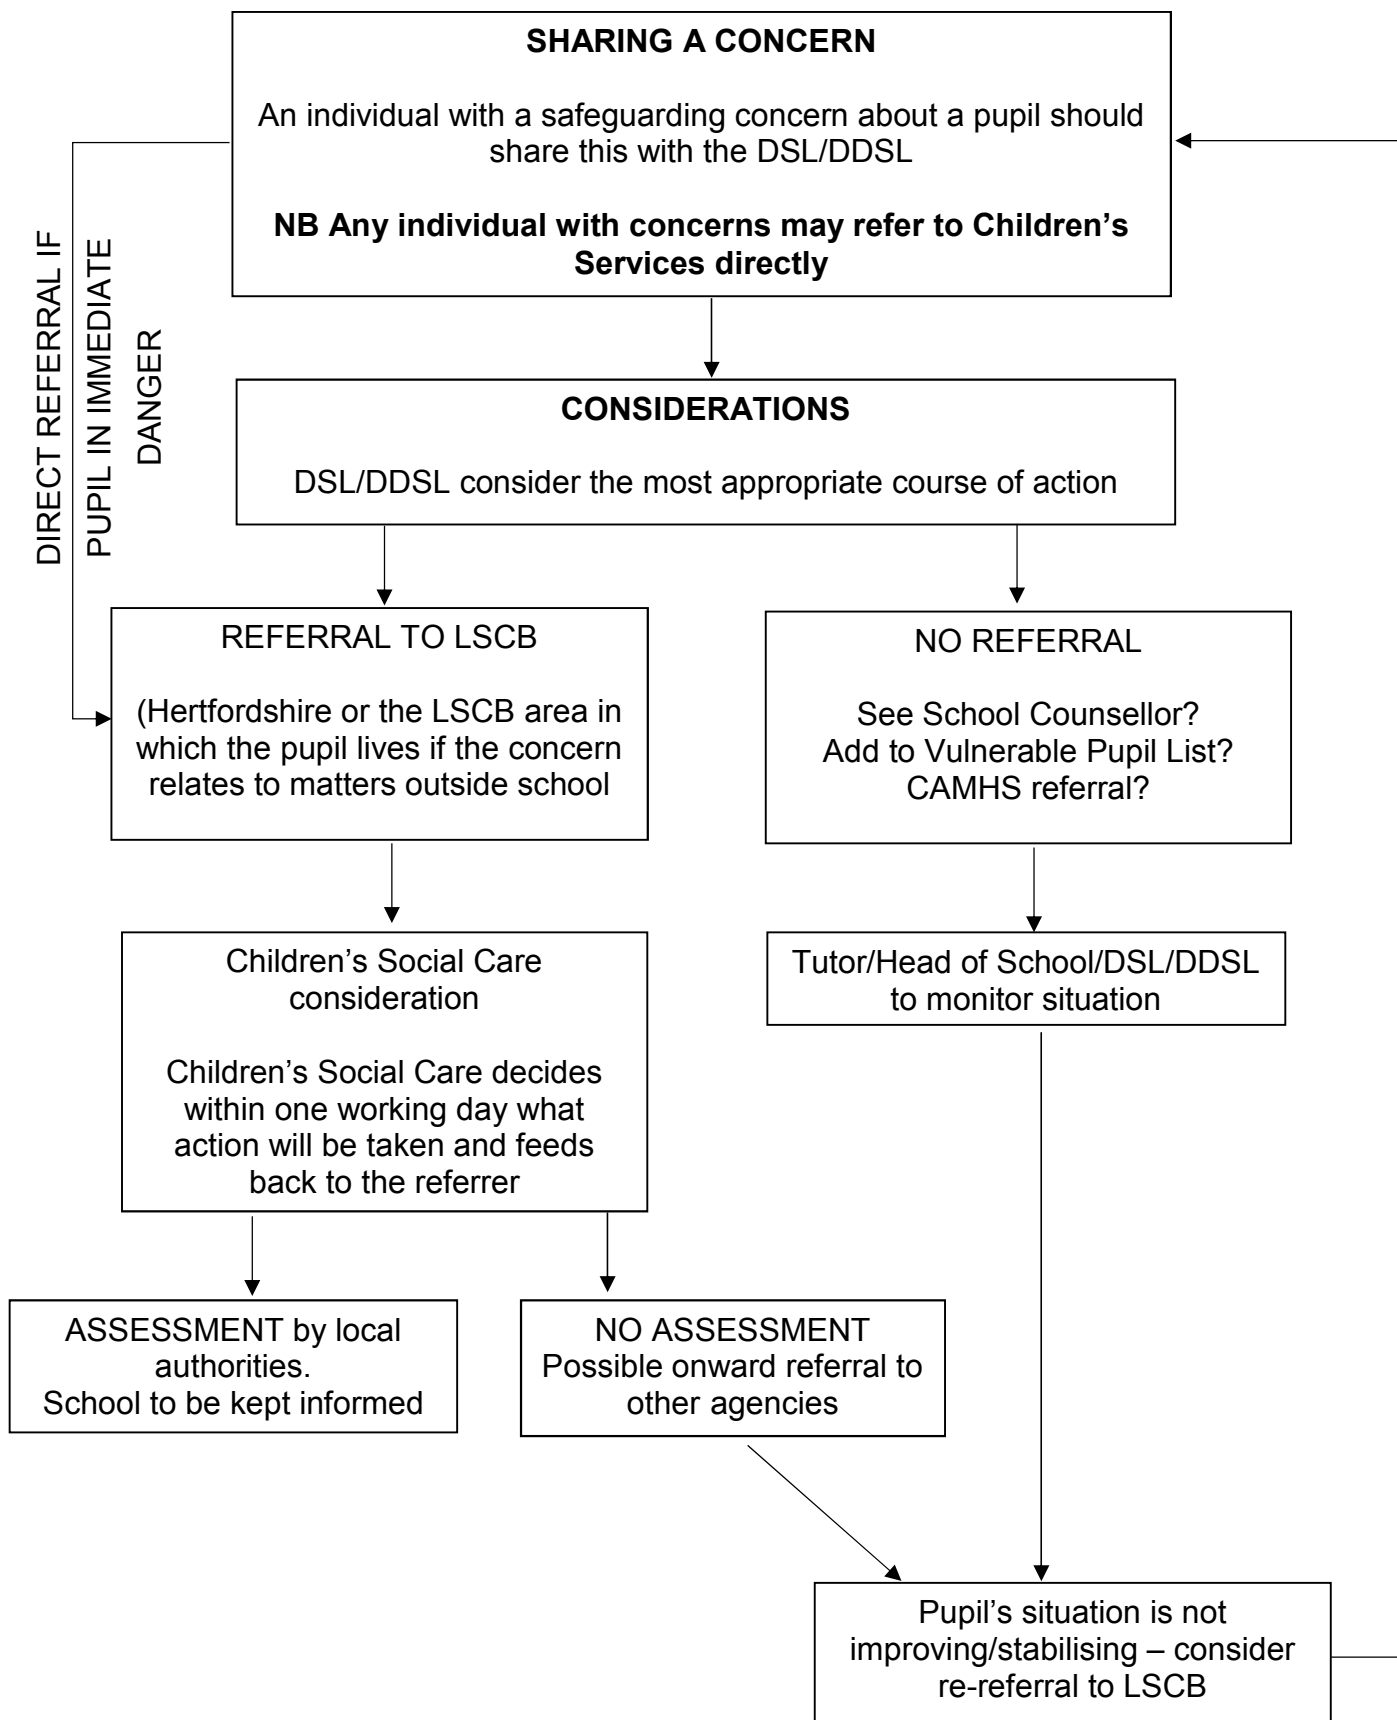 SHARING A CONCERN
An individual with a safeguarding concern about a pupil should
share this with the DSL/DDSL
NB Any individual with concerns may refer to Children’s
Services directly
DIRECT REFERRAL IF
PUPIL IN IMMEDIATE
DANGER
CONSIDERATIONS
DSL/DDSL consider the most appropriate course of action
REFERRAL TO LSCB
(Hertfordshire or the LSCB area in
which the pupil lives if the concern
relates to matters outside school
NO REFERRAL
See School Counsellor?
Add to Vulnerable Pupil List?
CAMHS referral?
Children’s Social Care
consideration
Children’s Social Care decides
within one working day what
action will be taken and feeds
back to the referrer
Tutor/Head of School/DSL/DDSL
to monitor situation
ASSESSMENT by local
authorities.
School to be kept informed
NO ASSESSMENT
Possible onward referral to
other agencies
Pupil’s situation is not
improving/stabilising – consider
re-referral to LSCB